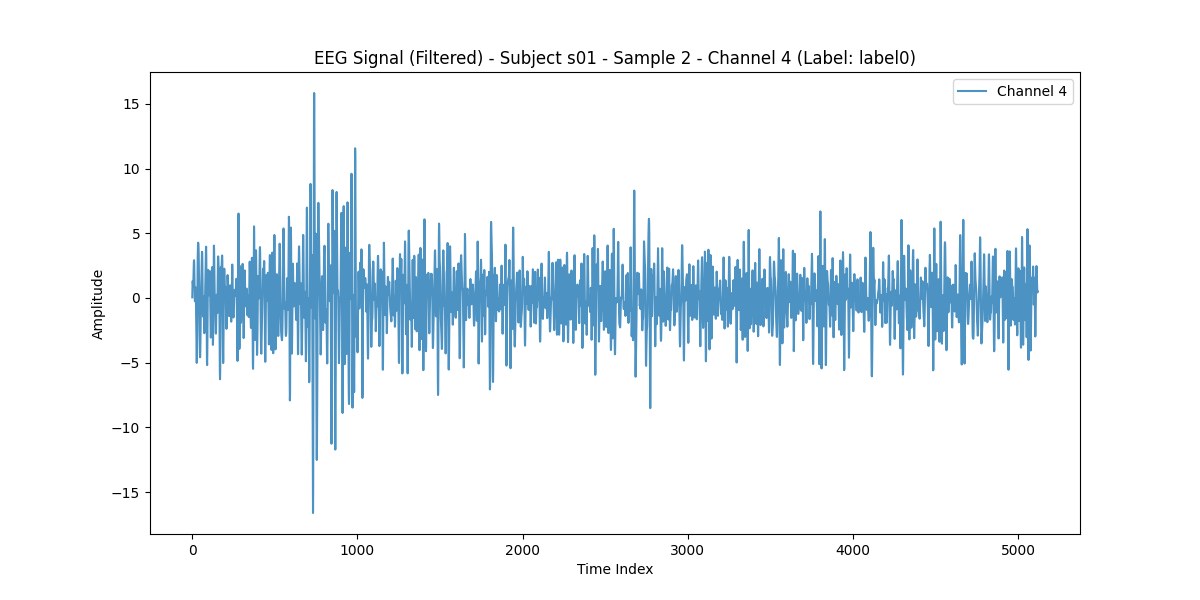 EEG Signal (Filtered) - Subject s01 - Sample 2 - Channel 4 (Label: label0)
Channel 4
15
10
5
0
−5
−10
−15
Amplitude
0 1000 2000 3000 4000 5000
Time Index